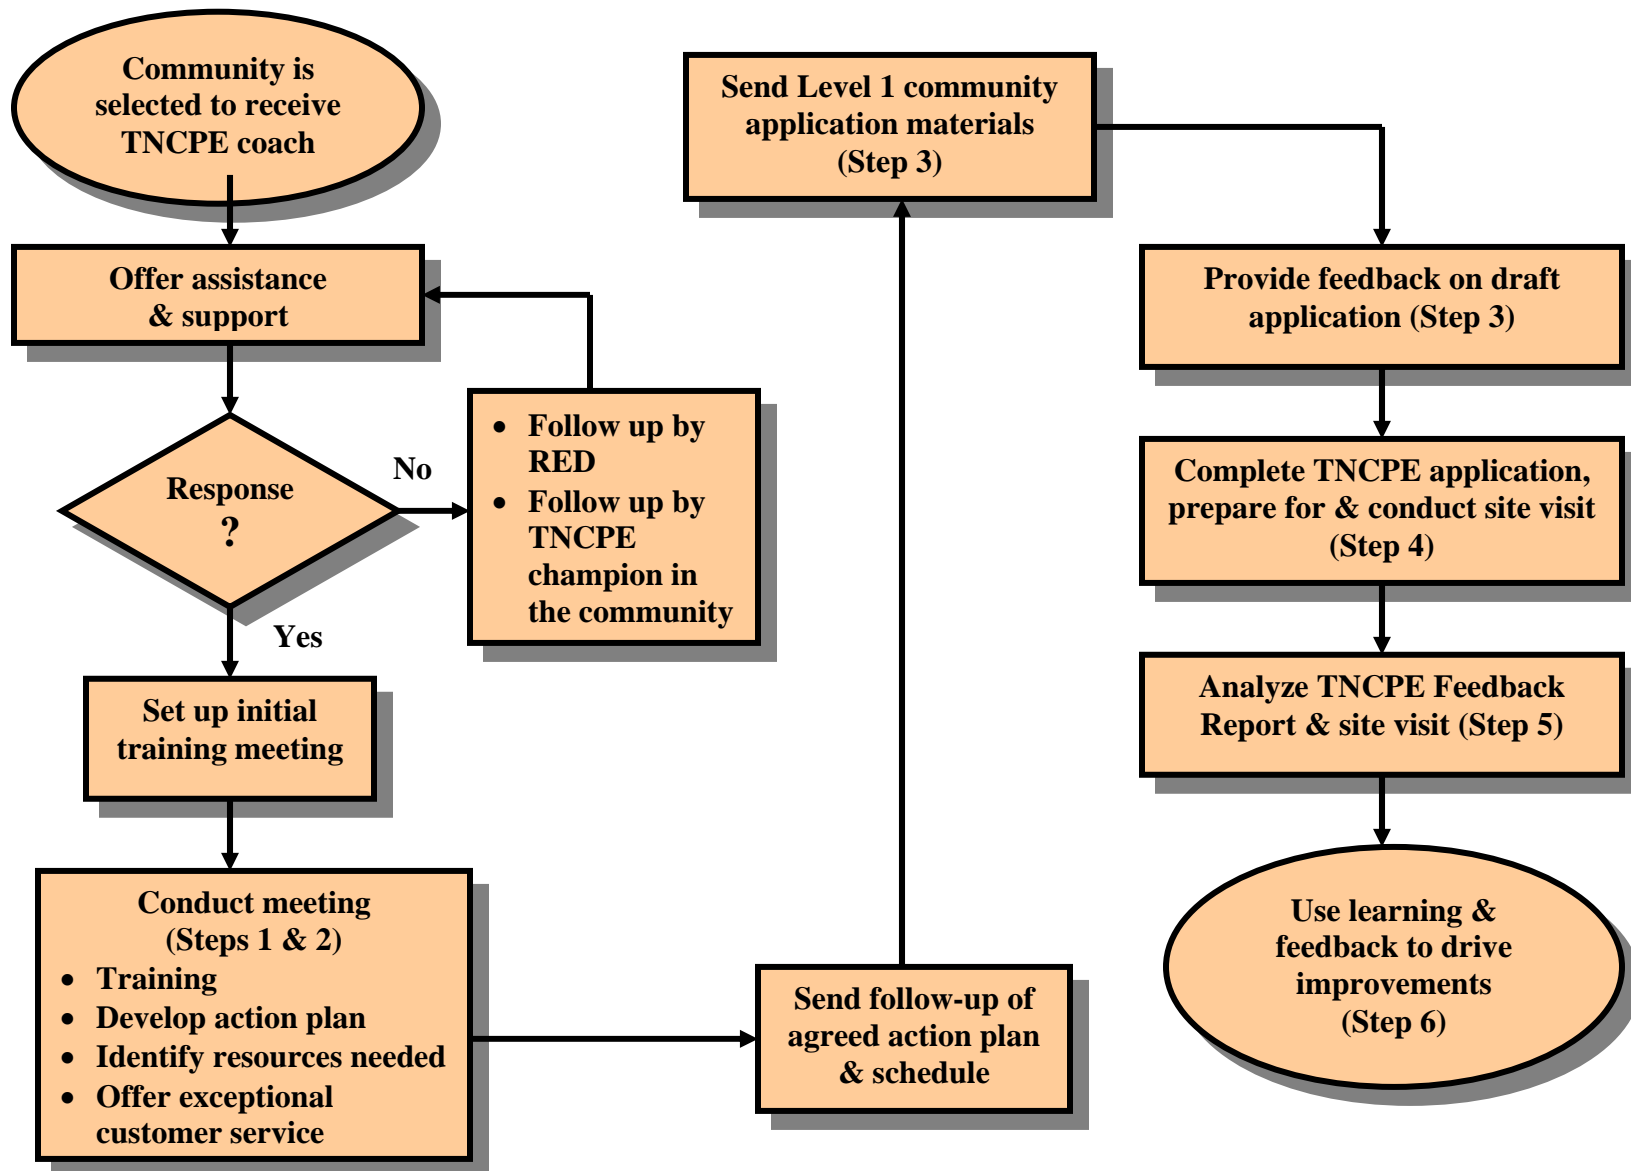 Community is
selected to receive
TNCPE coach
Offer assistance
& support
Response
?
No
• Follow up by
RED
• Follow up by
TNCPE
champion in
the community
Yes
Set up initial
training meeting
Conduct meeting
(Steps 1 & 2)
• Training
• Develop action plan
• Identify resources needed
• Offer exceptional
customer service
Send follow-up of
agreed action plan
& schedule
Send Level 1 community
application materials
(Step 3)
Provide feedback on draft
application (Step 3)
Complete TNCPE application,
prepare for & conduct site visit
(Step 4)
Analyze TNCPE Feedback
Report & site visit (Step 5)
Use learning &
feedback to drive
improvements
(Step 6)